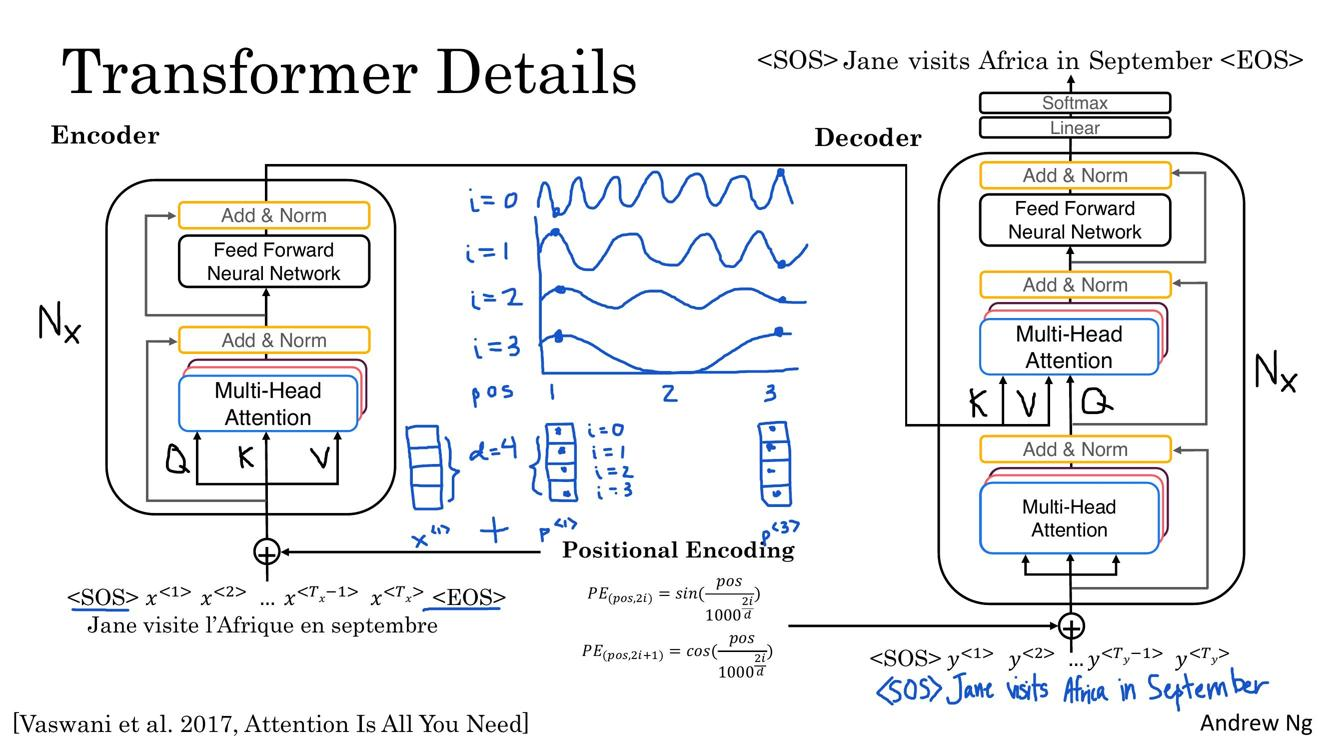 Transformer Details
<SOS> Jane visits Africa in September <EOS>
Softmax
Linear
Encoder
Decoder
Add & Norm
Feed Forward
Neural Network
Add & Norm
Multi-Head
Attention
Q K V
Nx
i=0
i=1
i=2
i=3
pos 1 2 3
d=4
i=0
i=1
i=2
i=3
x<1> + p<1> p<3>
Positional Encoding
PE(pos,2i) = sin(pos/1000^(2i/d))
PE(pos,2i+1) = cos(pos/1000^(2i/d))
+
<SOS> x<1> x<2> ... x<Tx−1> x<Tx> <EOS>
Jane visite l'Afrique en septembre
Add & Norm
Feed Forward
Neural Network
Add & Norm
Multi-Head
Attention
K V Q
Nx
Add & Norm
Multi-Head
Attention
+
<SOS> y<1> y<2> ... y<Ty−1> y<Ty>
<SOS> Jane visits Africa in September
[Vaswani et al. 2017, Attention Is All You Need]
Andrew Ng